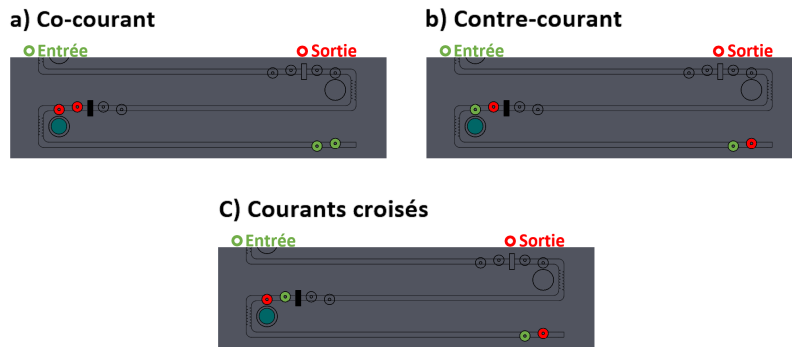 a) Co-courant
b) Contre-courant
Entrée
Sortie
Entrée
Sortie
C) Courants croisés
Entrée
Sortie